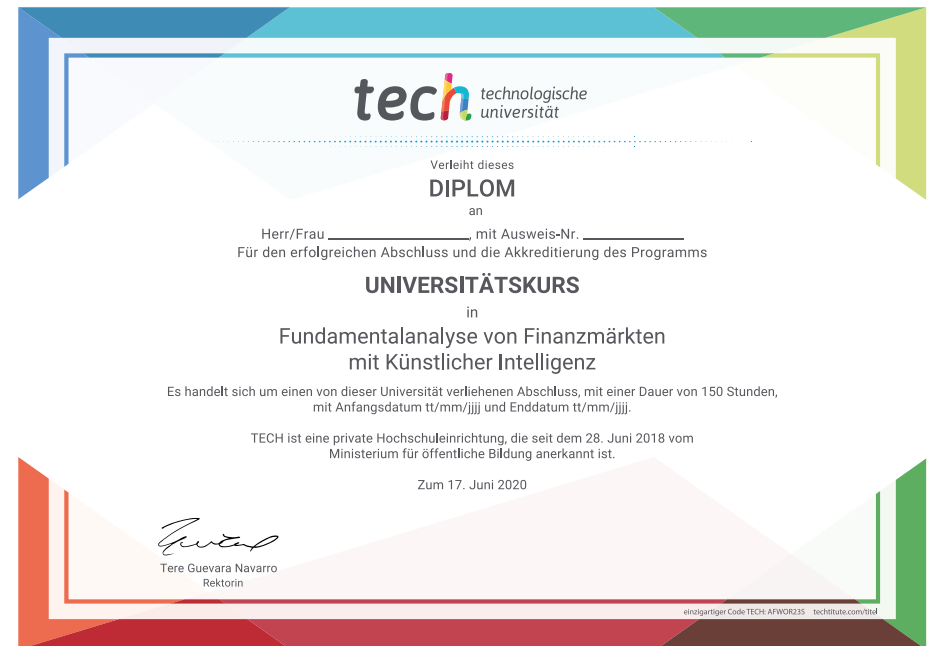 tech technologische
universität
Verleiht dieses
DIPLOM
an
Herr/Frau ____________________, mit Ausweis-Nr. ______________
Für den erfolgreichen Abschluss und die Akkreditierung des Programms
UNIVERSITÄTSKURS
in
Fundamentalanalyse von Finanzmärkten
mit Künstlicher Intelligenz
Es handelt sich um einen von dieser Universität verliehenen Abschluss, mit einer Dauer von 150 Stunden,
mit Anfangsdatum tt/mm/jjjj und Enddatum tt/mm/jjjj.
TECH ist eine private Hochschuleinrichtung, die seit dem 28. Juni 2018 vom
Ministerium für öffentliche Bildung anerkannt ist.
Zum 17. Juni 2020
Tere Guevara Navarro
Rektorin
einzigartiger Code TECH: AFWOR235 techtitute.com/titel